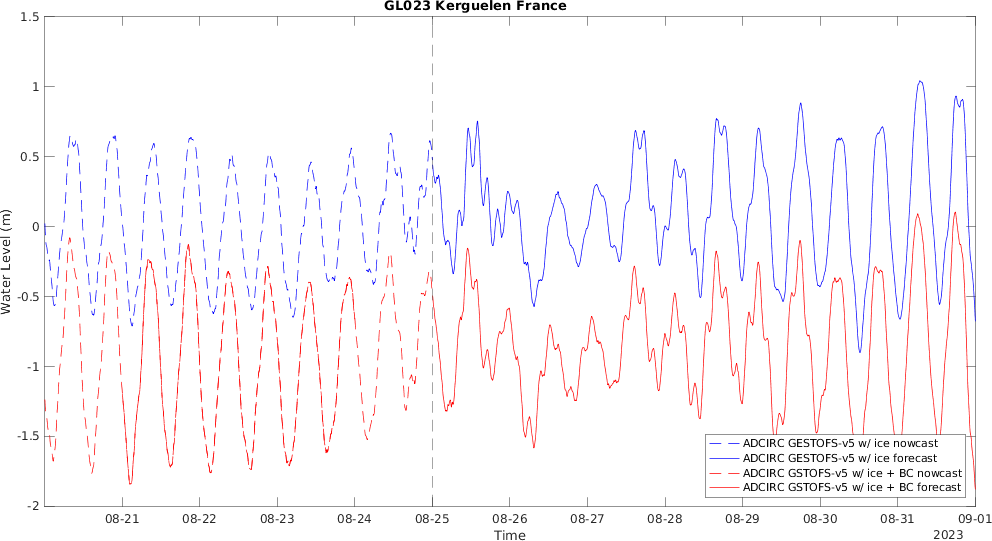 GL023 Kerguelen France
1.5
1
0.5
0
-0.5
-1
-1.5
-2
Water Level (m)
08-21 08-22 08-23 08-24 08-25 08-26 08-27 08-28 08-29 08-30 08-31 09-01
Time
2023
ADCIRC GESTOFS-v5 w/ ice nowcast
ADCIRC GESTOFS-v5 w/ ice forecast
ADCIRC GSTOFS-v5 w/ ice + BC nowcast
ADCIRC GSTOFS-v5 w/ ice + BC forecast